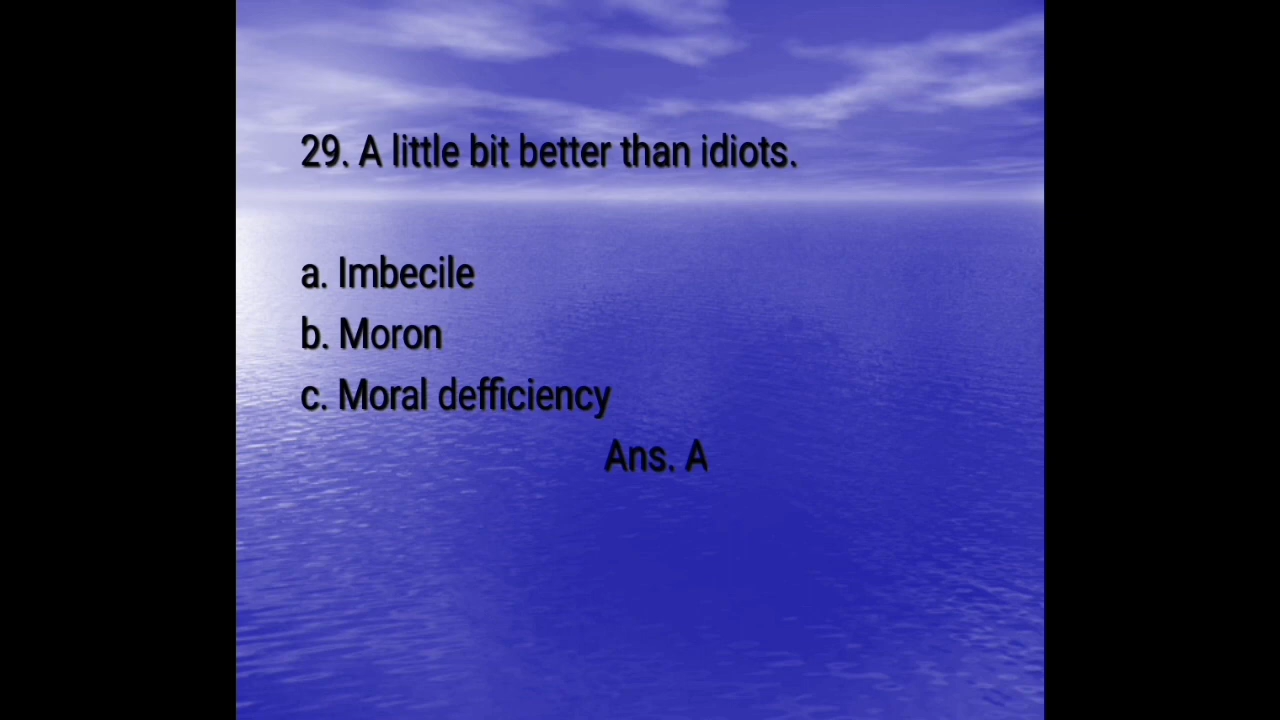 29. A little bit better than idiots.
a. Imbecile
b. Moron
c. Moral defficiency
Ans. A